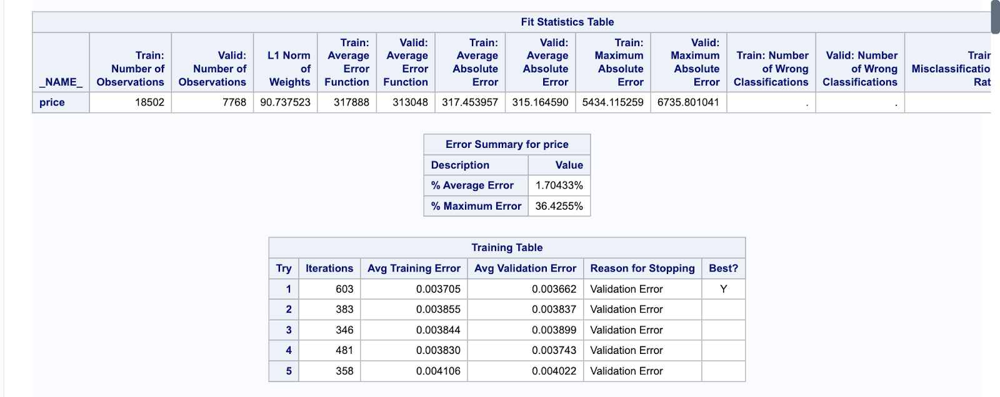 Fit Statistics Table
_NAME_ Train: Number of Observations Valid: Number of Observations L1 Norm of Weights Train: Average Error Function Valid: Average Error Function Train: Average Absolute Error Valid: Average Absolute Error Train: Maximum Absolute Error Valid: Maximum Absolute Error Train: Number of Wrong Classifications Valid: Number of Wrong Classifications Train Misclassificatio Rat
price 18502 7768 90.737523 317888 313048 317.453957 315.164590 5434.115259 6735.801041 . .
Error Summary for price
Description Value
% Average Error 1.70433%
% Maximum Error 36.4255%
Training Table
Try Iterations Avg Training Error Avg Validation Error Reason for Stopping Best?
1 603 0.003705 0.003662 Validation Error Y
2 383 0.003855 0.003837 Validation Error
3 346 0.003844 0.003899 Validation Error
4 481 0.003830 0.003743 Validation Error
5 358 0.004106 0.004022 Validation Error